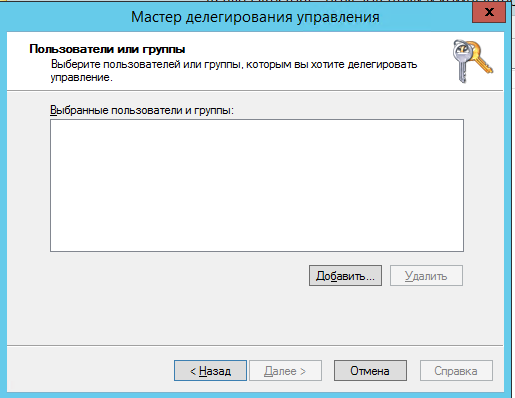 Мастер делегирования управления
x
Пользователи или группы
Выберите пользователей или группы, которым вы хотите делегировать
управление.
Выбранные пользователи и группы:
Добавить...
Удалить
< Назад
Далее >
Отмена
Справка